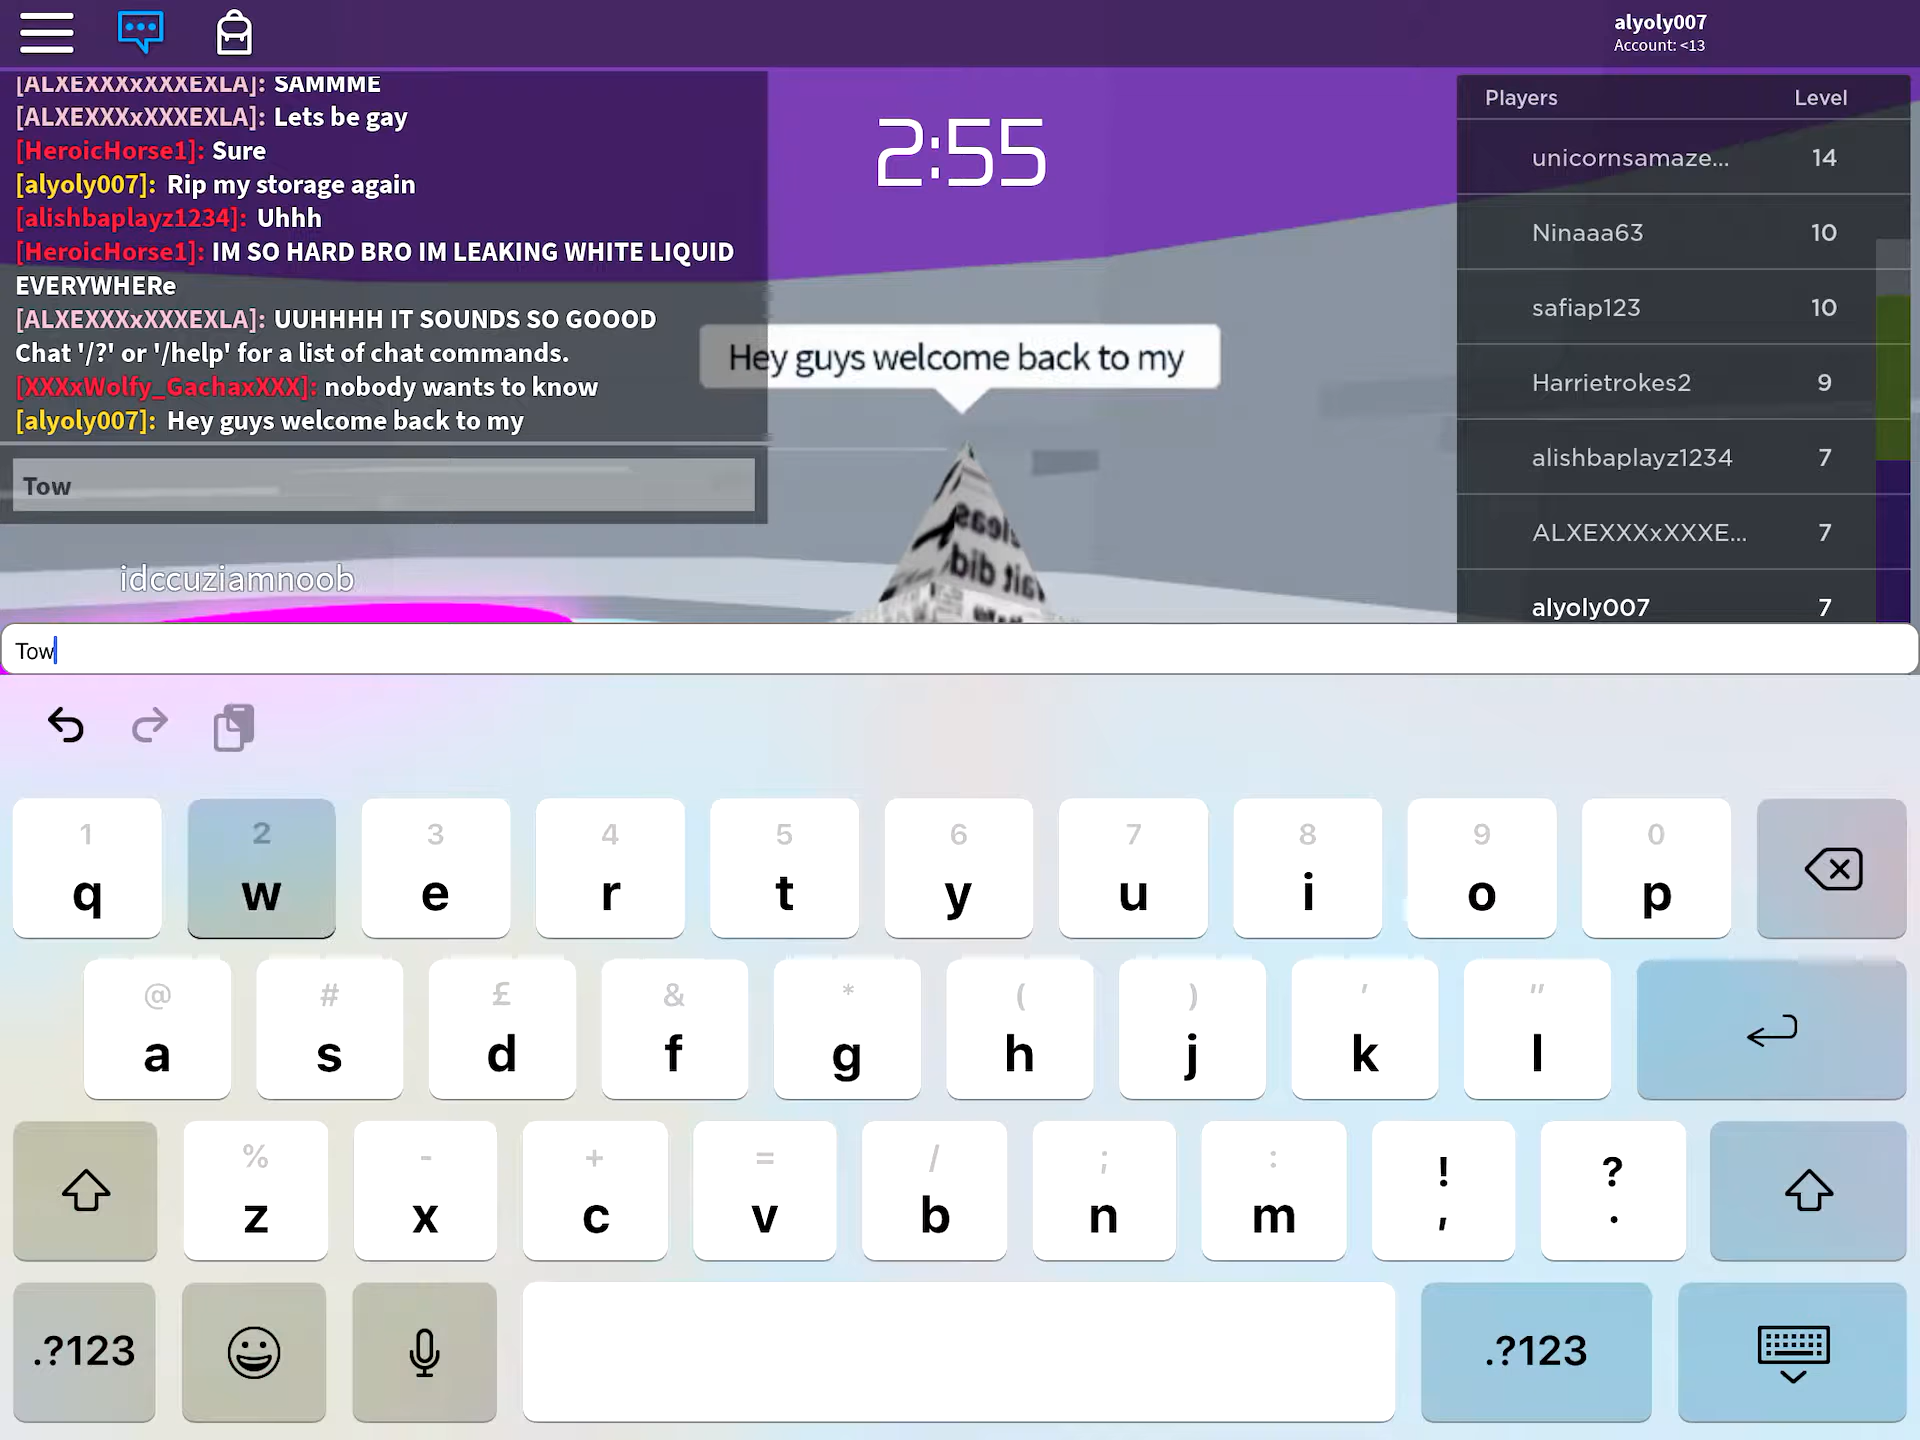 alyoly007
Account: <13
[ALXEXXXxXXXEXLA]: SAMMME
[ALXEXXXxXXXEXLA]: Lets be gay
[HeroicHorse1]: Sure
[alyoly007]: Rip my storage again
[alishbaplayz1234]: Uhhh
[HeroicHorse1]: IM SO HARD BRO IM LEAKING WHITE LIQUID
EVERYWHERe
[ALXEXXXxXXXEXLA]: UUHHHH IT SOUNDS SO GOOOD
Chat '/?' or '/help' for a list of chat commands.
[XXXxWolfy_GachaxXXX]: nobody wants to know
[alyoly007]: Hey guys welcome back to my
Tow
2:55
Hey guys welcome back to my
idccuziamnoob
Players Level
unicornsamaze... 14
Ninaaa63 10
safiap123 10
Harrietrokes2 9
alishbaplayz1234 7
ALXEXXXxXXXE... 7
alyoly007 7
Tow
1 2 3 4 5 6 7 8 9 0
q w e r t y u i o p
@ # £ & * ( ) ' "
a s d f g h j k l
% - + = / ; : ! ?
z x c v b n m , .
.?123 .?123